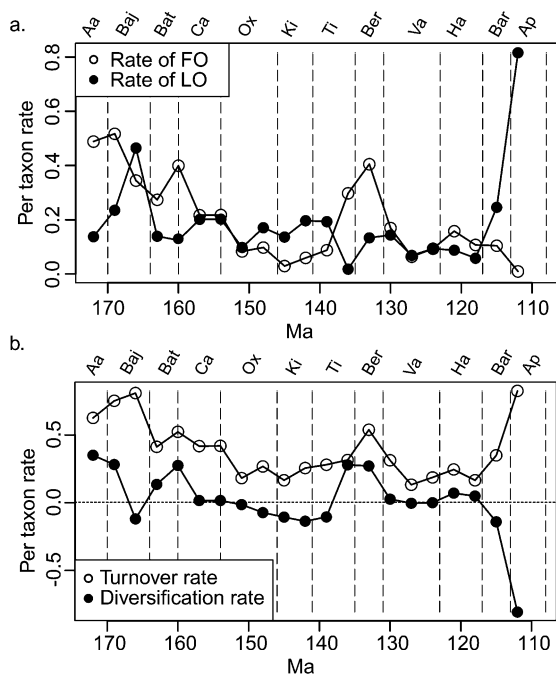 a.
Aa Baj Bat Ca Ox Ki Ti Ber Va Ha Bar Ap
Rate of FO
Rate of LO
Per taxon rate
0.8
0.6
0.4
0.2
0.0
170 160 150 140 130 120 110
Ma
b.
Aa Baj Bat Ca Ox Ki Ti Ber Va Ha Bar Ap
Per taxon rate
0.5
0.0
-0.5
Turnover rate
Diversification rate
170 160 150 140 130 120 110
Ma